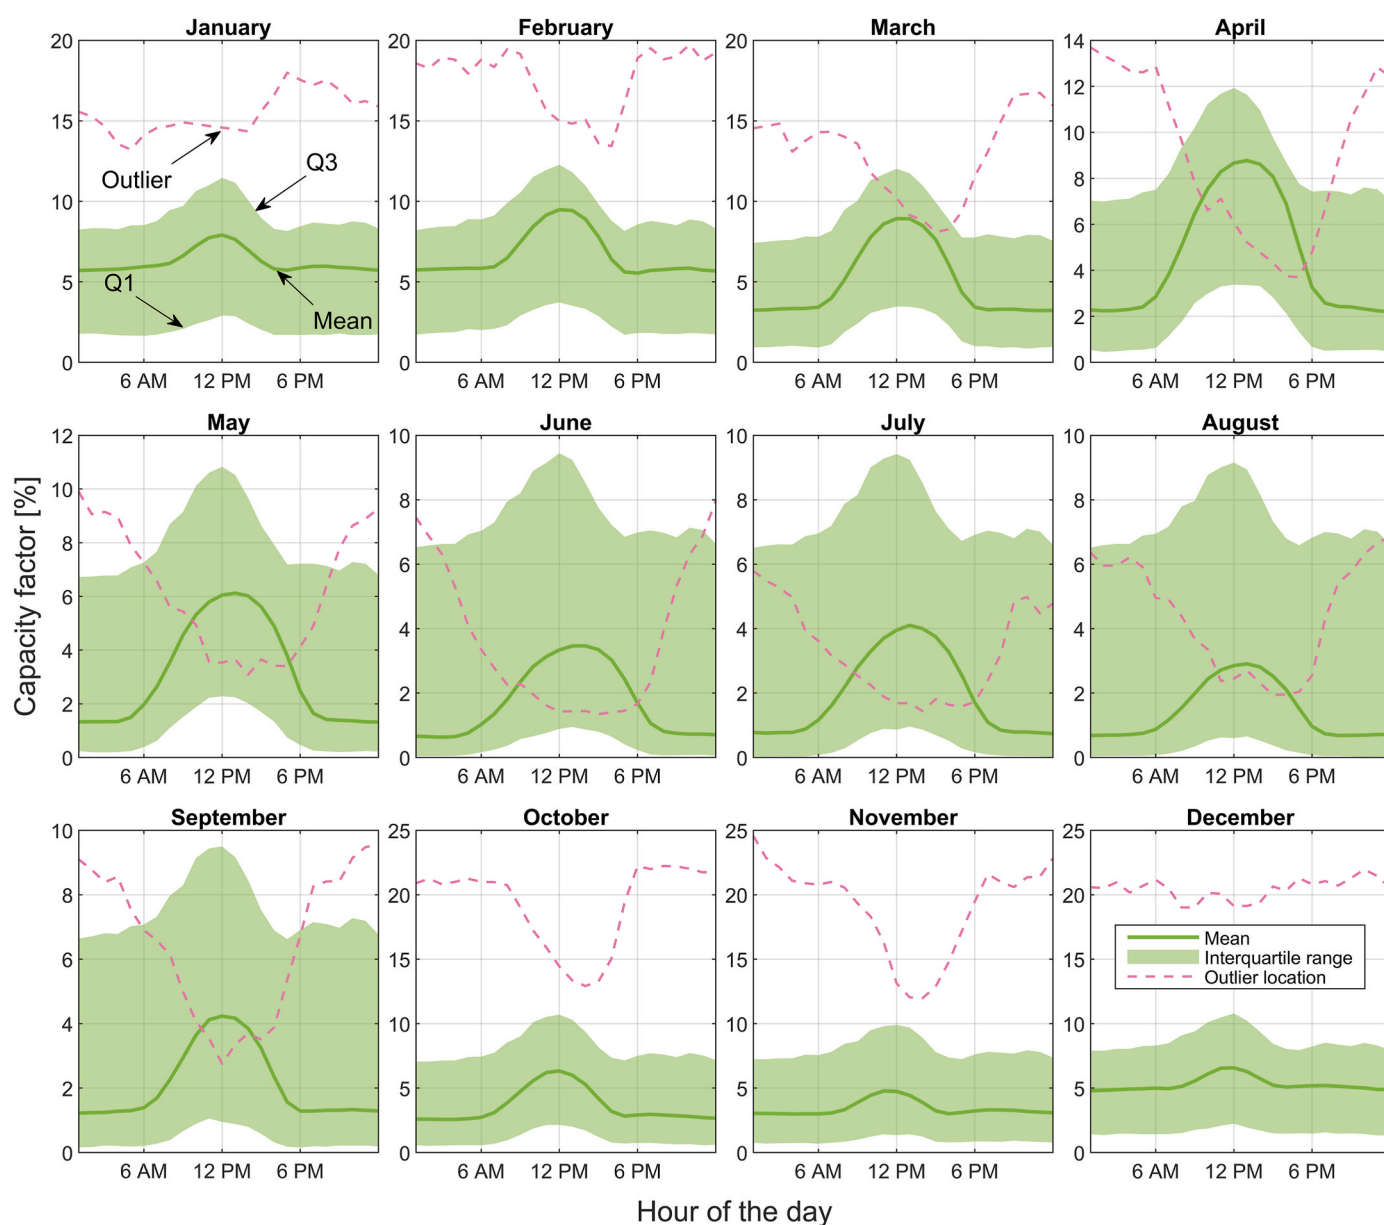 January
February
March
April
20
15
10
5
0
Outlier
Q3
Q1
Mean
6 AM 12 PM 6 PM
20
15
10
5
0
6 AM 12 PM 6 PM
20
15
10
5
0
6 AM 12 PM 6 PM
14
12
10
8
6
4
2
0
6 AM 12 PM 6 PM
Capacity factor [%]
May
June
July
August
12
10
8
6
4
2
0
6 AM 12 PM 6 PM
10
8
6
4
2
0
6 AM 12 PM 6 PM
10
8
6
4
2
0
6 AM 12 PM 6 PM
10
8
6
4
2
0
6 AM 12 PM 6 PM
September
October
November
December
10
8
6
4
2
0
6 AM 12 PM 6 PM
25
20
15
10
5
0
6 AM 12 PM 6 PM
25
20
15
10
5
0
6 AM 12 PM 6 PM
25
20
15
10
5
0
Mean
Interquartile range
Outlier location
6 AM 12 PM 6 PM
Hour of the day